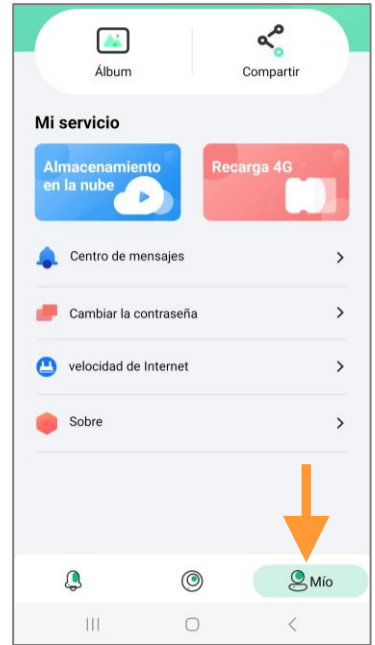 Álbum
Compartir
Mi servicio
Almacenamiento
en la nube
Recarga 4G
Centro de mensajes
Cambiar la contraseña
velocidad de Internet
Sobre
Mío